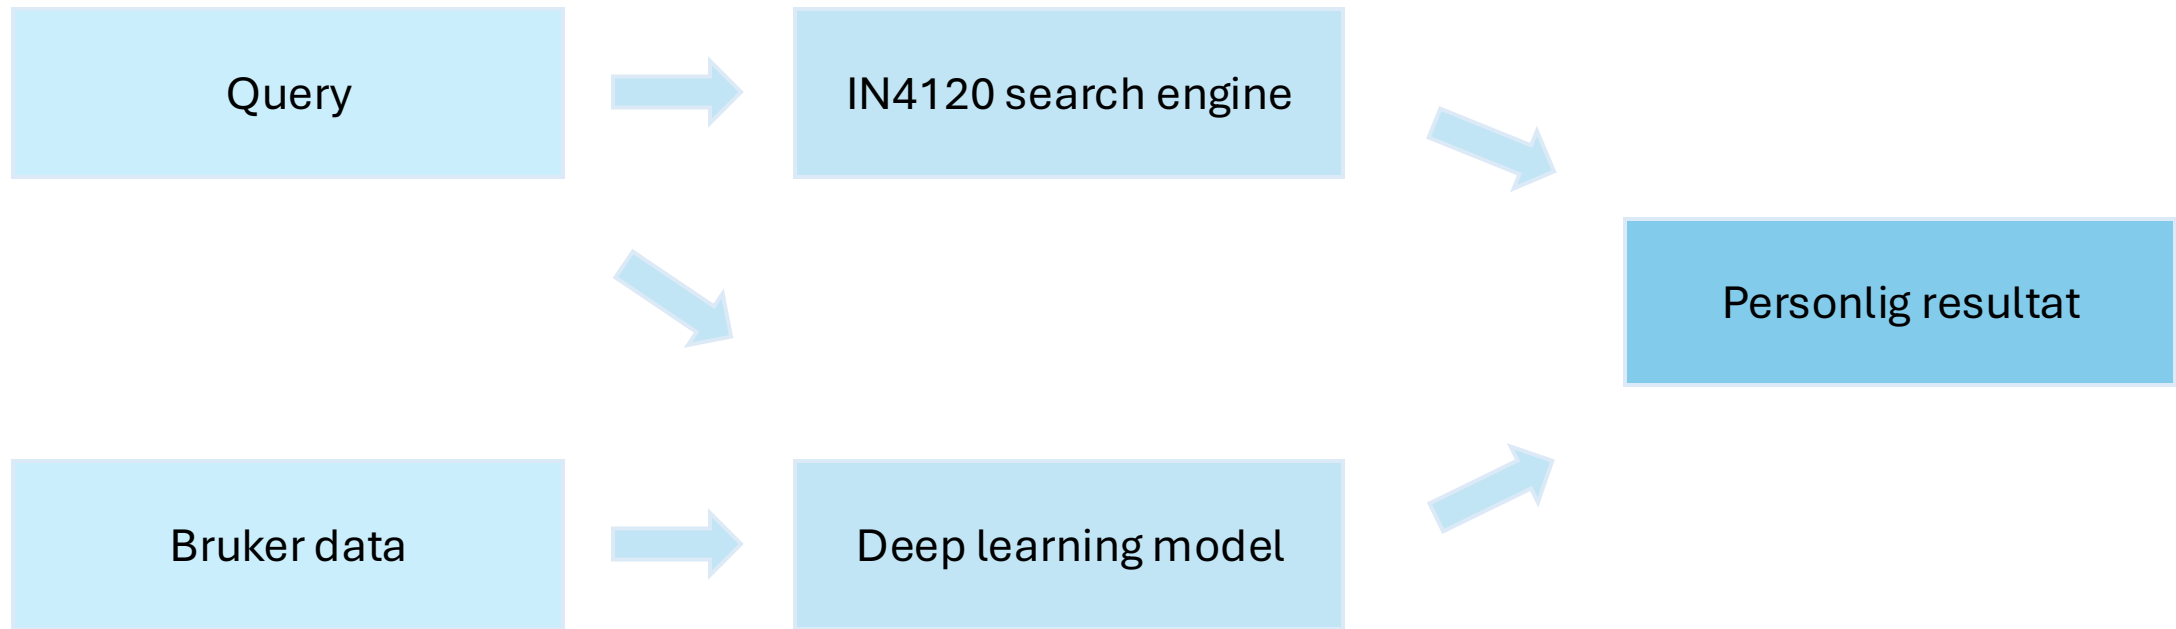 Query
IN4120 search engine
Personlig resultat
Bruker data
Deep learning model